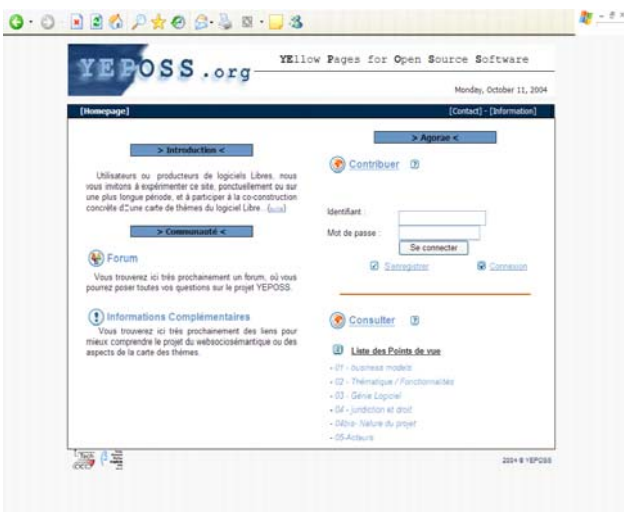 YEPOSS.org
YEllow Pages for Open Source Software
Monday, October 11, 2004
[Homepage]
[Contact] - [Information]
> Introduction <
Utilisateurs ou producteurs de logiciels Libres, nous
vous invitons à expérimenter ce site, ponctuellement ou sur
une plus longue période, et à participer à la co-construction
concrète d'une carte de thèmes du logiciel Libre. (suite)
> Communauté <
Forum
Vous trouverez ici très prochainement un forum, où vous
pourrez poser toutes vos questions sur le projet YEPOSS.
Informations Complémentaires
Vous trouverez ici très prochainement des liens pour
mieux comprendre le projet du websociosémantique ou des
aspects de la carte des thèmes.
> Agorae <
Contribuer
Identifiant :
Mot de passe :
Se connecter
S'enregistrer
Connexion
Consulter
Liste des Points de vue
- 01 - business models
- 02 - Thématique / Fonctionnalités
- 03 - Génie Logiciel
- 04 - juridiction et droit
- 04bis- Nature du projet
- 05-Acteurs
Tech
2004 © YEPOSS